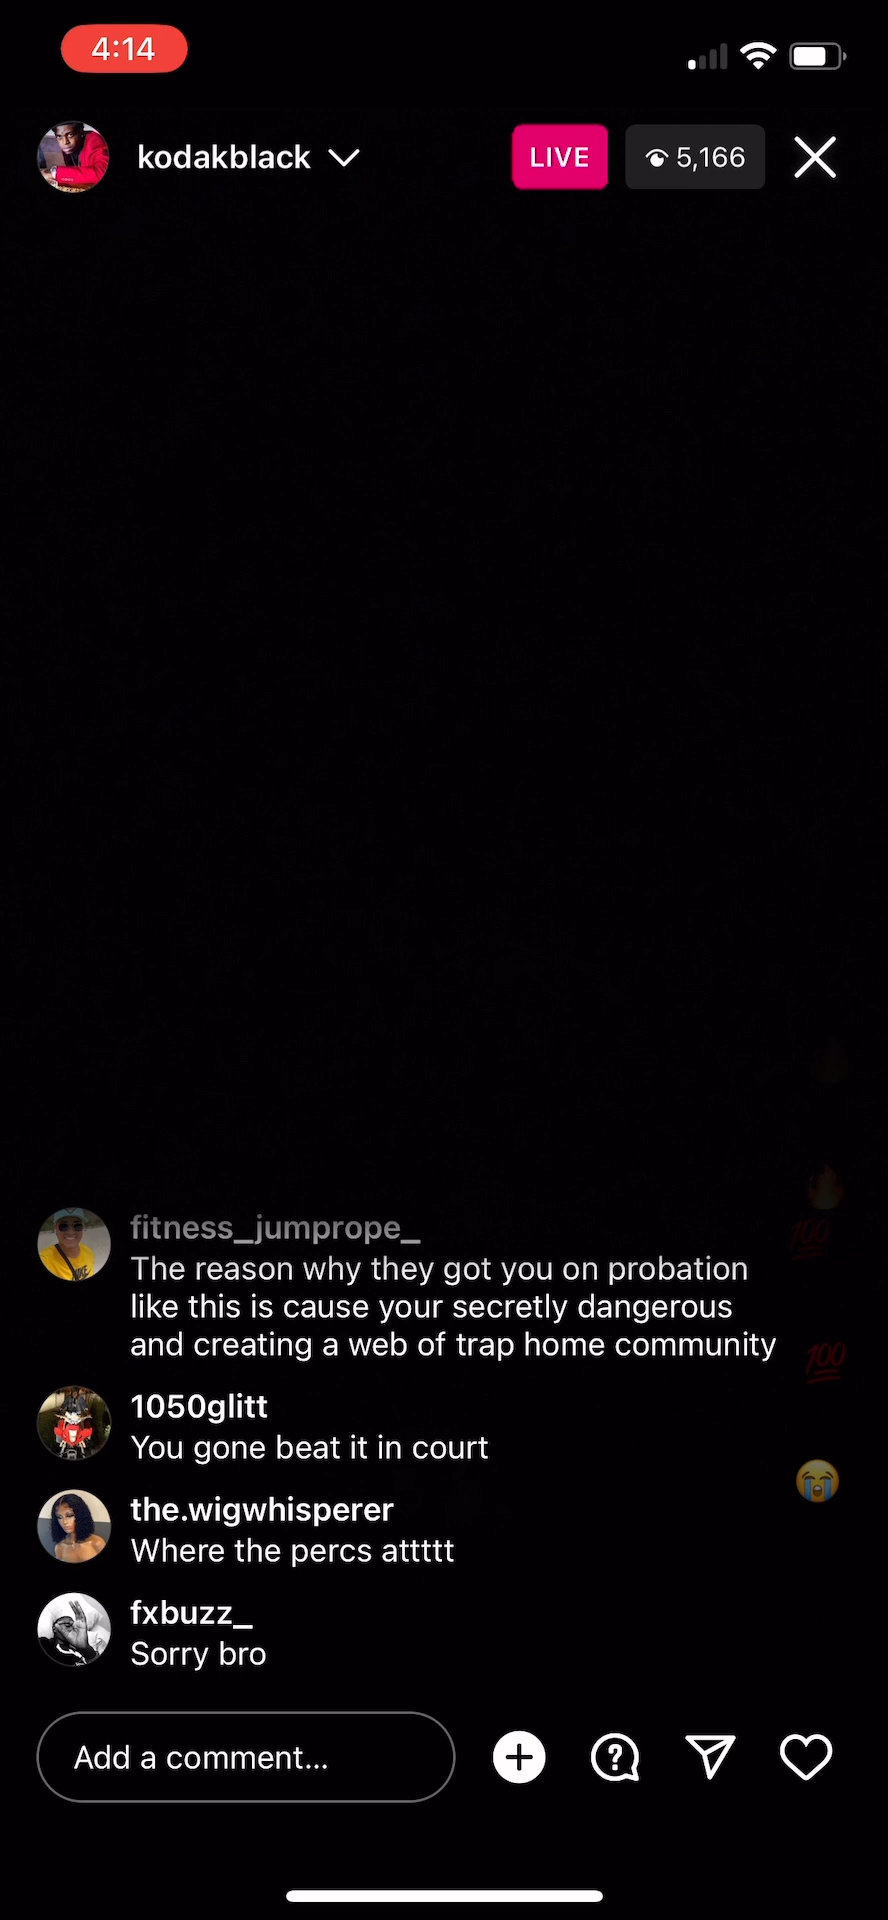 4:14
kodakblack
LIVE
5,166
fitness_jumprope_
The reason why they got you on probation
like this is cause your secretly dangerous
and creating a web of trap home community
1050glitt
You gone beat it in court
the.wigwhisperer
Where the percs attttt
fxbuzz_
Sorry bro
Add a comment...